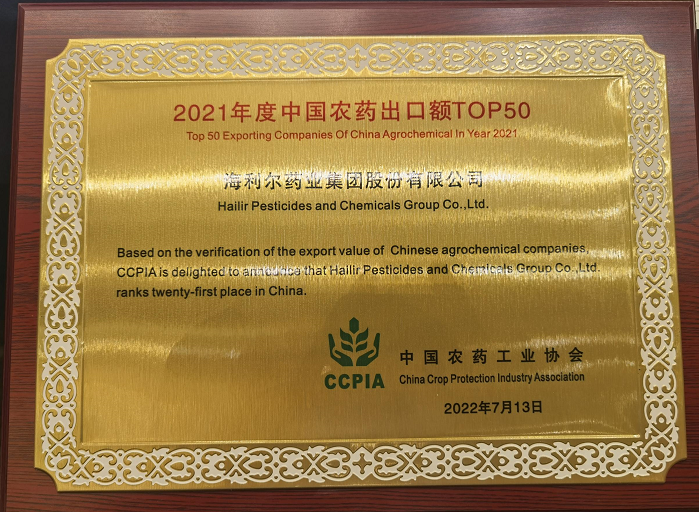 2021年度中国农药出口额TOP50
Top 50 Exporting Companies Of China Agrochemical In Year 2021
海利尔药业集团股份有限公司
Hailir Pesticides and Chemicals Group Co.,Ltd.
Based on the verification of the export value of Chinese agrochemical companies,
CCPIA is delighted to announce that Hailir Pesticides and Chemicals Group Co.,Ltd.
ranks twenty-first place in China.
CCPIA
中国农药工业协会
China Crop Protection Industry Association
2022年7月13日